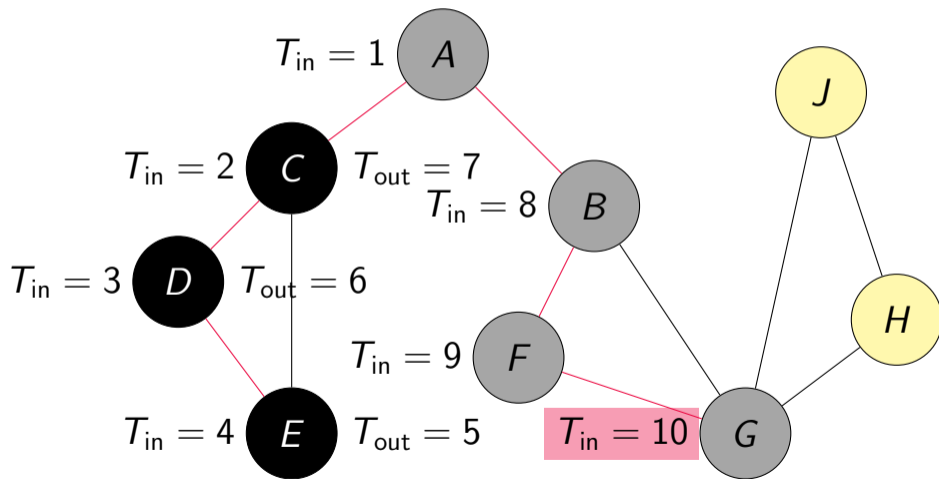 T_in = 1 A
J
T_in = 2 C T_out = 7
T_in = 8 B
T_in = 3 D T_out = 6
H
T_in = 9 F
T_in = 4 E T_out = 5 T_in = 10 G